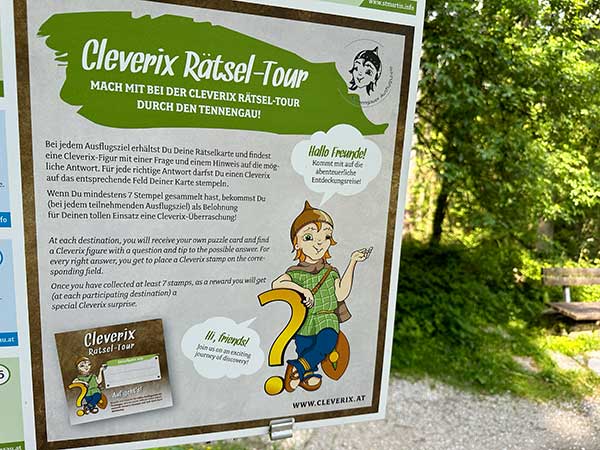 www.stmartin.info
Cleverix Rätsel-Tour
MACH MIT BEI DER CLEVERIX RÄTSEL-TOUR
DURCH DEN TENNENGAU!
Bei jedem Ausflugsziel erhältst Du Deine Rätselkarte und findest
eine Cleverix-Figur mit einer Frage und einem Hinweis auf die mög-
liche Antwort. Für jede richtige Antwort darfst Du einen Cleverix
auf das entsprechende Feld Deiner Karte stempeln.
Wenn Du mindestens 7 Stempel gesammelt hast, bekommst Du
(bei jedem teilnehmenden Ausflugsziel) als Belohnung
für Deinen tollen Einsatz eine Cleverix-Überraschung!
Hallo Freunde!
Kommt mit auf die
abenteuerliche
Entdeckungsreise!
At each destination, you will receive your own puzzle card and find
a Cleverix figure with a question and tip to the possible answer. For
every right answer, you get to place a Cleverix stamp on the corre-
sponding field.
Once you have collected at least 7 stamps, as a reward you will get
(at each participating destination) a
special Cleverix surprise.
Hi, friends!
Join us on an exciting
journey of discovery!
Cleverix
Rätsel-Tour
Auf geht's!
WWW.CLEVERIX.AT